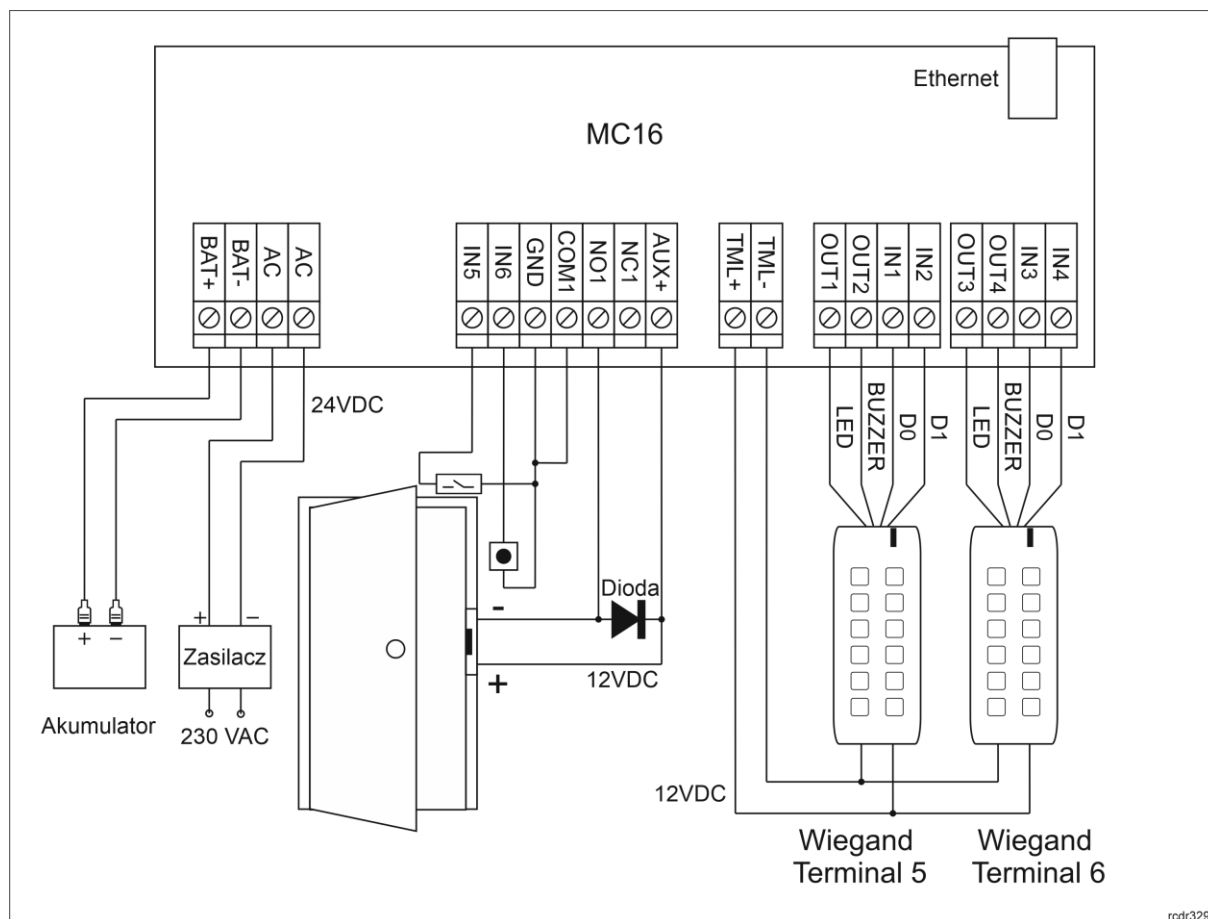 Ethernet
MC16
BAT+
BAT-
AC
AC
IN5
IN6
GND
COM1
NO1
NC1
AUX+
TML+
TML-
OUT1
OUT2
IN1
IN2
OUT3
OUT4
IN3
IN4
24VDC
LED
BUZZER
D0
D1
LED
BUZZER
D0
D1
Dioda
-
+
12VDC
+ −
+ −
Zasilacz
Akumulator
230 VAC
12VDC
Wiegand
Terminal 5
Wiegand
Terminal 6
rcdr329